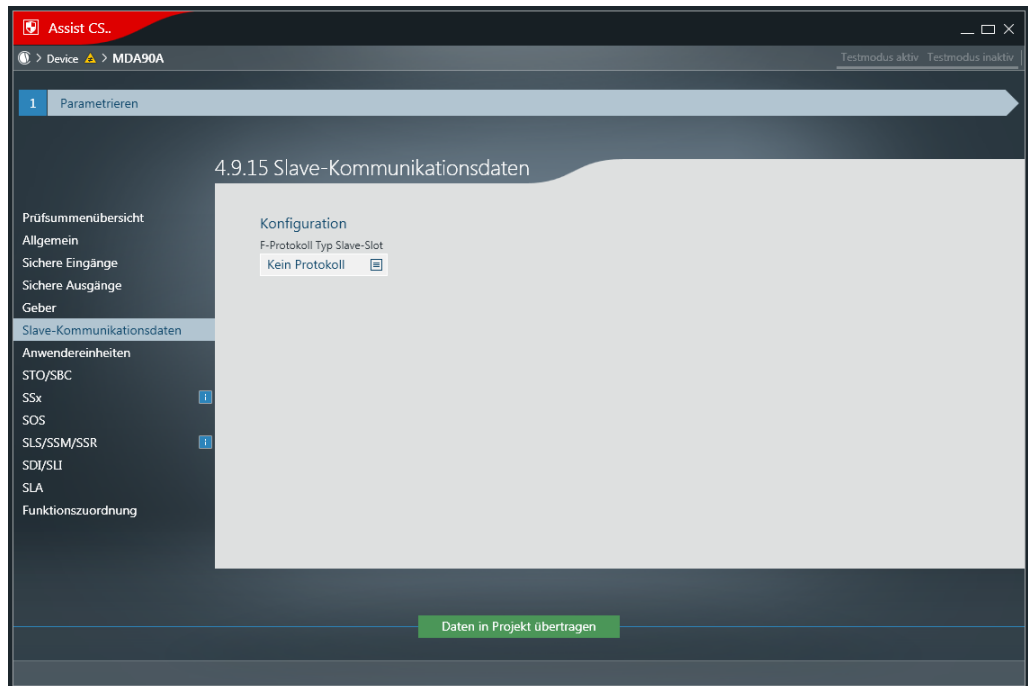 Assist CS..
> Device > MDA90A
Testmodus aktiv Testmodus inaktiv
1 Parametrieren
4.9.15 Slave-Kommunikationsdaten
Prüfsummenübersicht
Allgemein
Sichere Eingänge
Sichere Ausgänge
Geber
Slave-Kommunikationsdaten
Anwendereinheiten
STO/SBC
SSx
SOS
SLS/SSM/SSR
SDI/SLI
SLA
Funktionszuordnung
Konfiguration
F-Protokoll Typ Slave-Slot
Kein Protokoll
Daten in Projekt übertragen